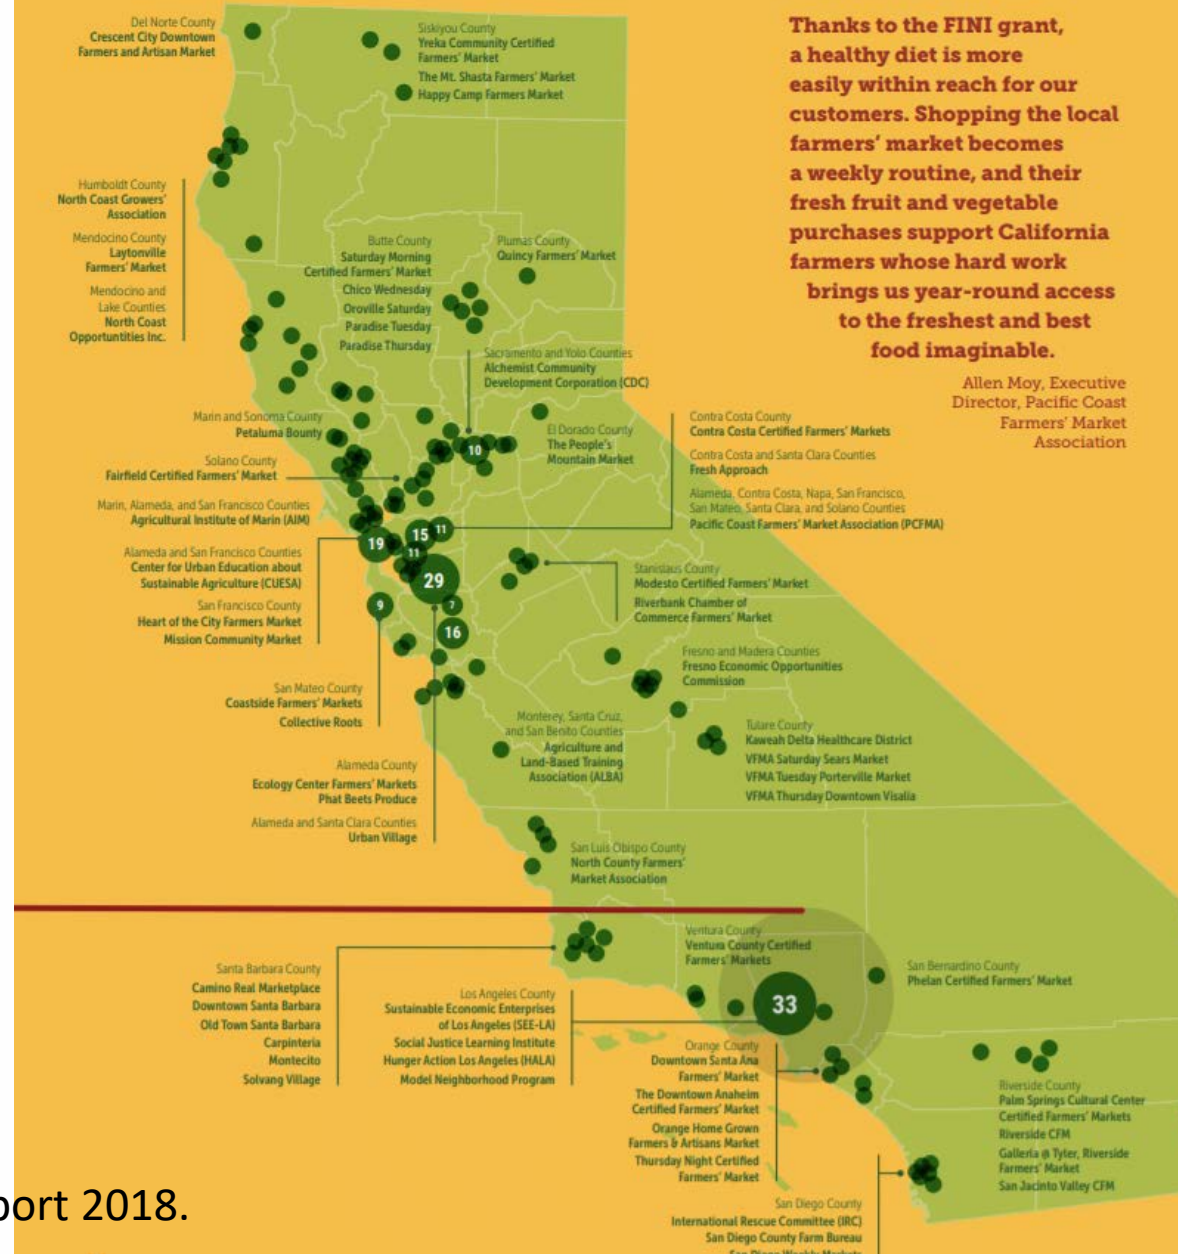 Del Norte County
Crescent City Downtown
Farmers and Artisan Market
Siskiyou County
Yreka Community Certified
Farmers' Market
The Mt. Shasta Farmers' Market
Happy Camp Farmers Market
Thanks to the FINI grant,
a healthy diet is more
easily within reach for our
customers. Shopping the local
farmers' market becomes
a weekly routine, and their
fresh fruit and vegetable
purchases support California
farmers whose hard work
brings us year-round access
to the freshest and best
food imaginable.
Allen Moy, Executive
Director, Pacific Coast
Farmers' Market
Association
Humboldt County
North Coast Growers'
Association
Mendocino County
Laytonville
Farmers' Market
Mendocino and
Lake Counties
North Coast
Opportuntities Inc.
Butte County
Saturday Morning
Certified Farmers' Market
Chico Wednesday
Oroville Saturday
Paradise Tuesday
Paradise Thursday
Plumas County
Quincy Farmers' Market
Sacramento and Yolo Counties
Alchemist Community
Development Corporation (CDC)
El Dorado County
The People's
Mountain Market
Marin and Sonoma County
Petaluma Bounty
Solano County
Fairfield Certified Farmers' Market
Marin, Alameda, and San Francisco Counties
Agricultural Institute of Marin (AIM)
Alameda and San Francisco Counties
Center for Urban Education about
Sustainable Agriculture (CUESA)
San Francisco County
Heart of the City Farmers Market
Mission Community Market
Contra Costa County
Contra Costa Certified Farmers' Markets
Contra Costa and Santa Clara Counties
Fresh Approach
Alameda, Contra Costa, Napa, San Francisco,
San Mateo, Santa Clara, and Solano Counties
Pacific Coast Farmers' Market Association (PCFMA)
10
19
15
11
11
29
9
7
16
Stanislaus County
Modesto Certified Farmers' Market
Riverbank Chamber of
Commerce Farmers' Market
Fresno and Madera Counties
Fresno Economic Opportunities
Commission
San Mateo County
Coastside Farmers' Markets
Collective Roots
Monterey, Santa Cruz,
and San Benito Counties
Agriculture and
Land-Based Training
Association (ALBA)
Tulare County
Kaweah Delta Healthcare District
VFMA Saturday Sears Market
VFMA Tuesday Porterville Market
VFMA Thursday Downtown Visalia
Alameda County
Ecology Center Farmers' Markets
Phat Beets Produce
Alameda and Santa Clara Counties
Urban Village
San Luis Obispo County
North County Farmers'
Market Association
Ventura County
Ventura County Certified
Farmers' Markets
33
San Bernardino County
Phelan Certified Farmers' Market
Santa Barbara County
Camino Real Marketplace
Downtown Santa Barbara
Old Town Santa Barbara
Carpinteria
Montecito
Solvang Village
Los Angeles County
Sustainable Economic Enterprises
of Los Angeles (SEE-LA)
Social Justice Learning Institute
Hunger Action Los Angeles (HALA)
Model Neighborhood Program
Orange County
Downtown Santa Ana
Farmers' Market
The Downtown Anaheim
Certified Farmers' Market
Orange Home Grown
Farmers & Artisans Market
Thursday Night Certified
Farmers' Market
Riverside County
Palm Springs Cultural Center
Certified Farmers' Markets
Riverside CFM
Galleria @ Tyler, Riverside
Farmers' Market
San Jacinto Valley CFM
San Diego County
International Rescue Committee (IRC)
San Diego County Farm Bureau
San Diego Weekly Markets
port 2018.